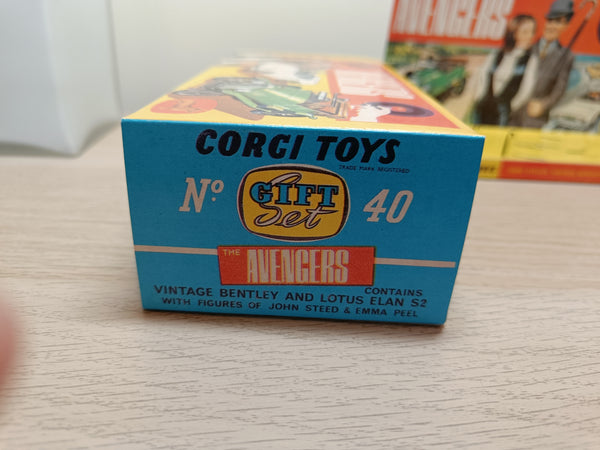 AVENGERS
CORGI TOYS
TRADE MARK REGISTERED
Nº GIFT Set 40
THE AVENGERS
CONTAINS
VINTAGE BENTLEY AND LOTUS ELAN S2
WITH FIGURES OF JOHN STEED & EMMA PEEL